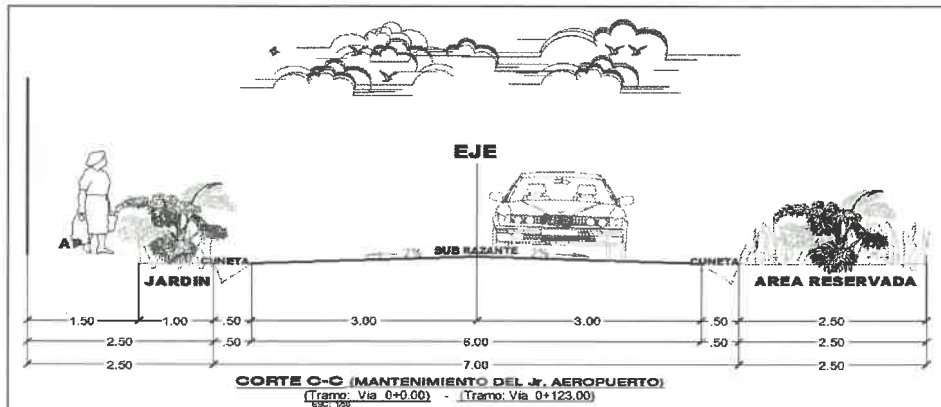 EJE
AP.
2% SUB RAZANTE 2%
CUNETA CUNETA
JARDIN AREA RESERVADA
1.50 1.00 .50 3.00 3.00 .50 2.50
2.50 .50 6.00 .50 2.50
2.50 7.00 2.50
CORTE C-C (MANTENIMIENTO DEL Jr. AEROPUERTO)
(Tramo: Via 0+0.00) - (Tramo: Via 0+123.00)